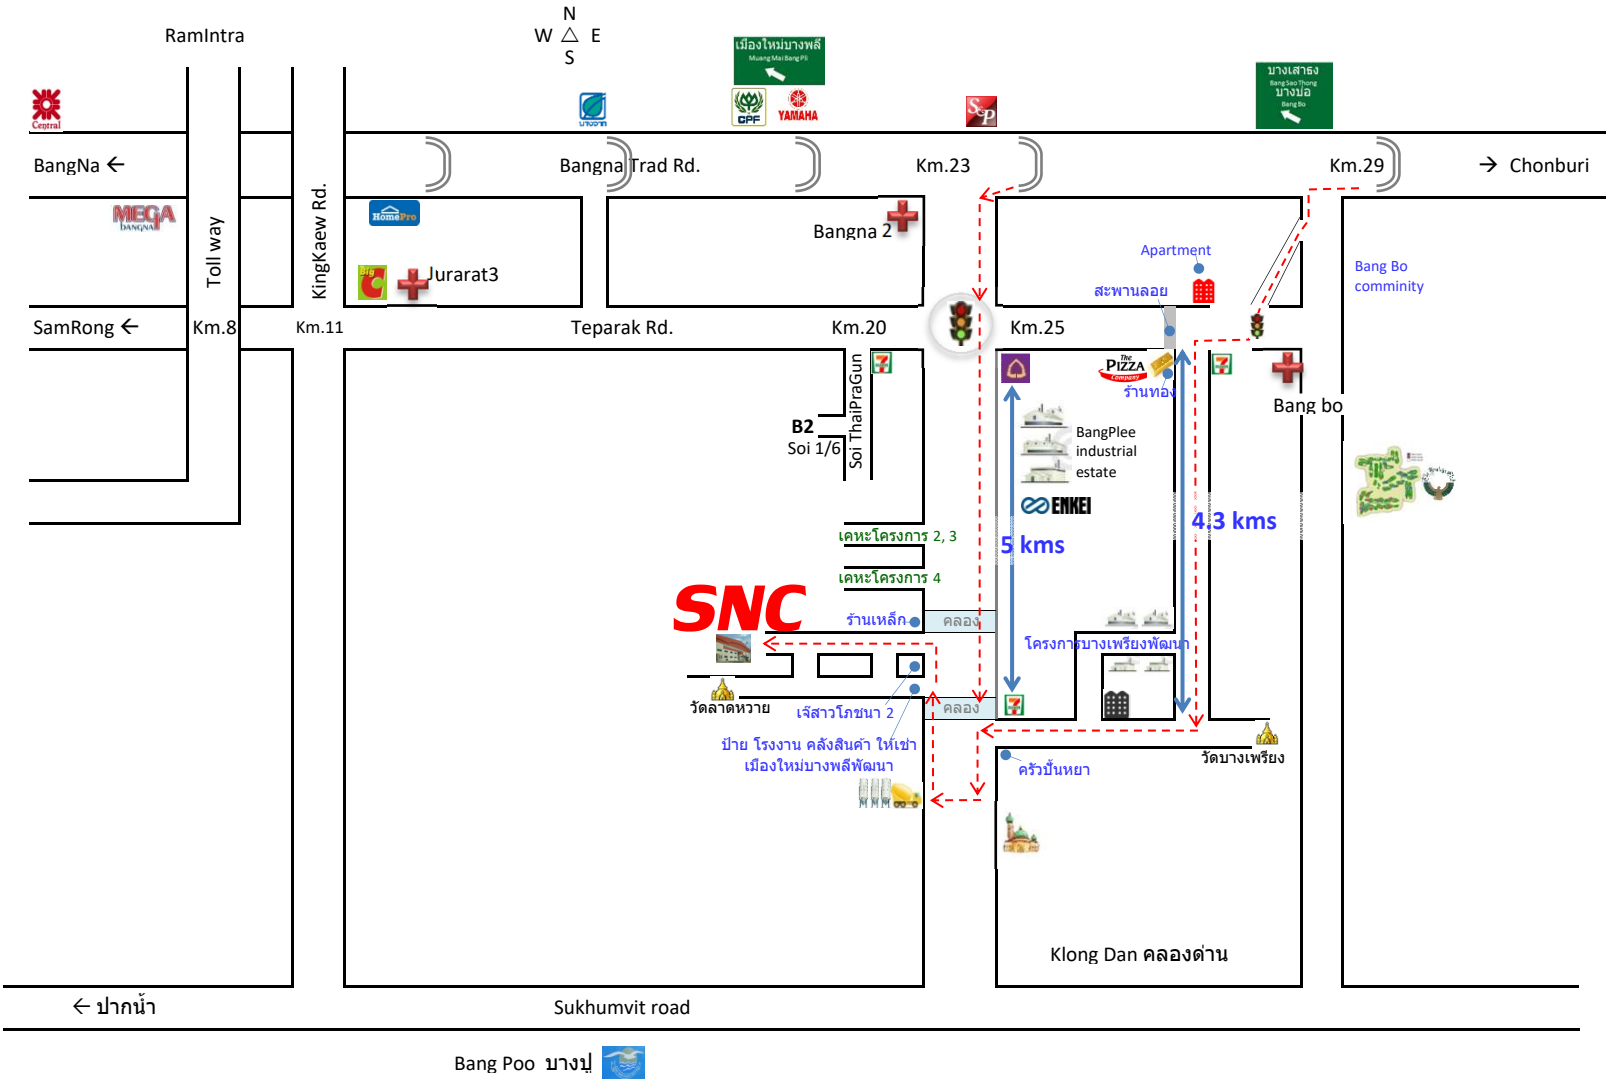 N
W E
S
RamIntra
เมืองใหม่บางพลี
Muang Mai Bang Pli
บางเสาธง
Bang Sao Thong
บางบ่อ
Bang Bo
Central
บางจาก
CPF
YAMAHA
S&P
BangNa ←
Bangna Trad Rd.
Km.23
Km.29
→ Chonburi
MEGA
BANGNA
Toll way
KingKaew Rd.
HomePro
Bangna 2
Big C
Jurarat3
Apartment
สะพานลอย
Bang Bo
comminity
SamRong ←
Km.8
Km.11
Teparak Rd.
Km.20
Km.25
Soi ThaiPraGun
7 ELEVEN
The
PIZZA
Company
ร้านทอง
7 ELEVEN
Bang bo
B2
Soi 1/6
BangPlee
industrial
estate
ENKEI
4.3 kms
5 kms
เคหะโครงการ 2, 3
เคหะโครงการ 4
SNC
ร้านเหล็ก
คลอง
โครงการบางเพรียงพัฒนา
วัดลาดหวาย
เจ๊สาวโภชนา 2
คลอง
7 ELEVEN
ป้าย โรงงาน คลังสินค้า ให้เช่า
เมืองใหม่บางพลีพัฒนา
ครัวปั้นหยา
วัดบางเพรียง
Klong Dan คลองด่าน
← ปากน้ำ
Sukhumvit road
Bang Poo บางปู